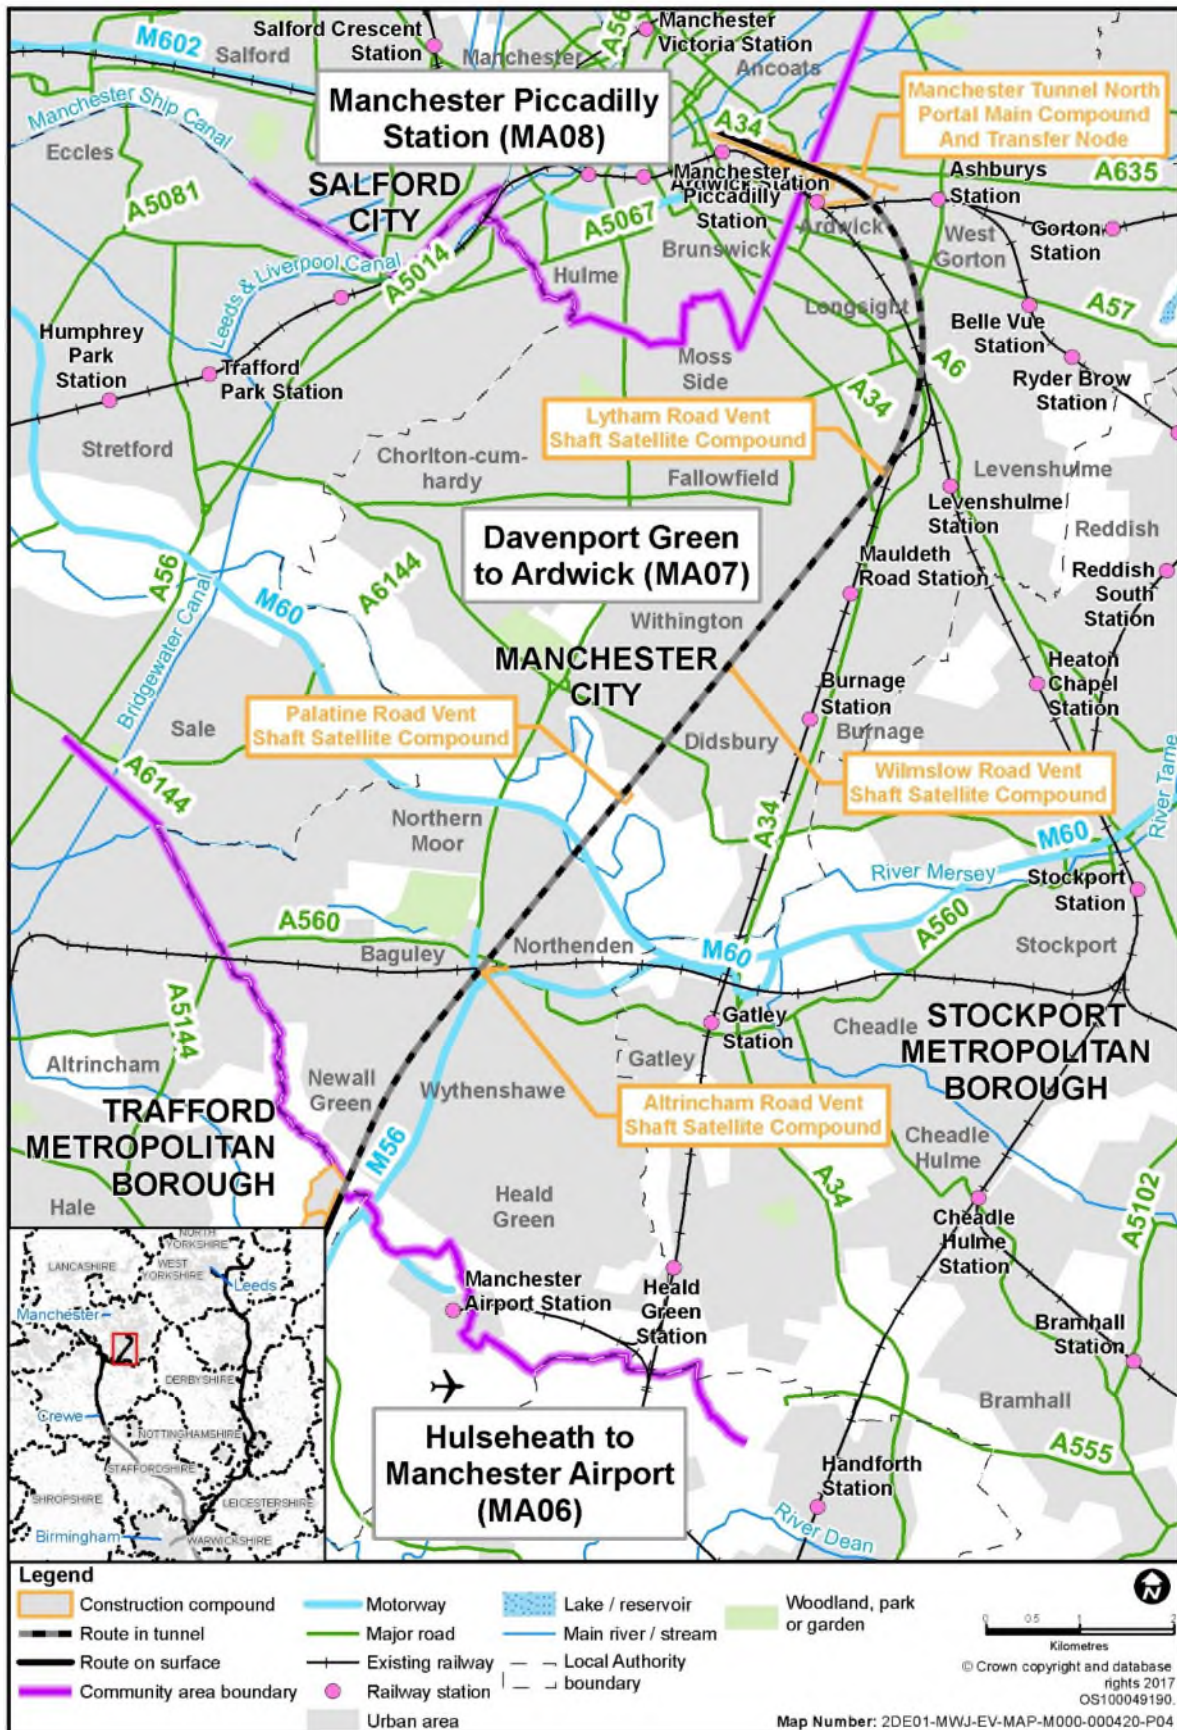 M602
Salford
Salford Crescent
Station
Manchester
A56
Manchester
Victoria Station
Ancoats
Manchester Ship Canal
Eccles
Manchester Piccadilly
Station (MA08)
A34
Manchester Tunnel North
Portal Main Compound
And Transfer Node
SALFORD
CITY
A5081
Manchester
Piccadilly
Station
Ardwick Station
Ashburys
Station
A635
A5067
Brunswick
Ardwick
West
Gorton
Gorton
Station
Leeds & Liverpool Canal
A5014
Hulme
Longsight
A57
Humphrey
Park
Station
Trafford
Park Station
Moss
Side
Belle Vue
Station
A6
Ryder Brow
Station
A34
Lytham Road Vent
Shaft Satellite Compound
Stretford
Chorlton-cum-
hardy
Fallowfield
Levenshulme
Levenshulme
Station
Reddish
Davenport Green
to Ardwick (MA07)
Mauldeth
Road Station
Reddish
South
Station
A56
Bridgewater Canal
M60
A6144
Withington
MANCHESTER
CITY
Heaton
Chapel
Station
Burnage
Station
Burnage
Palatine Road Vent
Shaft Satellite Compound
Sale
Didsbury
Wilmslow Road Vent
Shaft Satellite Compound
River Tame
A6144
Northern
Moor
A34
M60
River Mersey
Stockport
Station
A560
A560
Baguley
Northenden
M60
Stockport
A5144
Gatley
Station
Cheadle
STOCKPORT
METROPOLITAN
BOROUGH
Altrincham
Newall
Green
Wythenshawe
Gatley
Altrincham Road Vent
Shaft Satellite Compound
TRAFFORD
METROPOLITAN
BOROUGH
M56
Cheadle
Hulme
A34
A5102
Hale
Heald
Green
Cheadle
Hulme
Station
Manchester
Airport Station
Heald
Green
Station
Bramhall
Station
Bramhall
Hulseheath to
Manchester Airport
(MA06)
A555
Handforth
Station
River Dean
NORTH
YORKSHIRE
LANCASHIRE
WEST
YORKSHIRE
Leeds
Manchester
DERBYSHIRE
Crewe
NOTTINGHAMSHIRE
STAFFORDSHIRE
SHROPSHIRE
LEICESTERSHIRE
Birmingham
WARWICKSHIRE
Legend
Construction compound
Route in tunnel
Route on surface
Community area boundary
Motorway
Major road
Existing railway
Railway station
Urban area
Lake / reservoir
Main river / stream
Local Authority
boundary
Woodland, park
or garden
N
0 0.5 1 2
Kilometres
© Crown copyright and database
rights 2017
OS100049190.
Map Number: 2DE01-MWJ-EV-MAP-M000-000420-P04